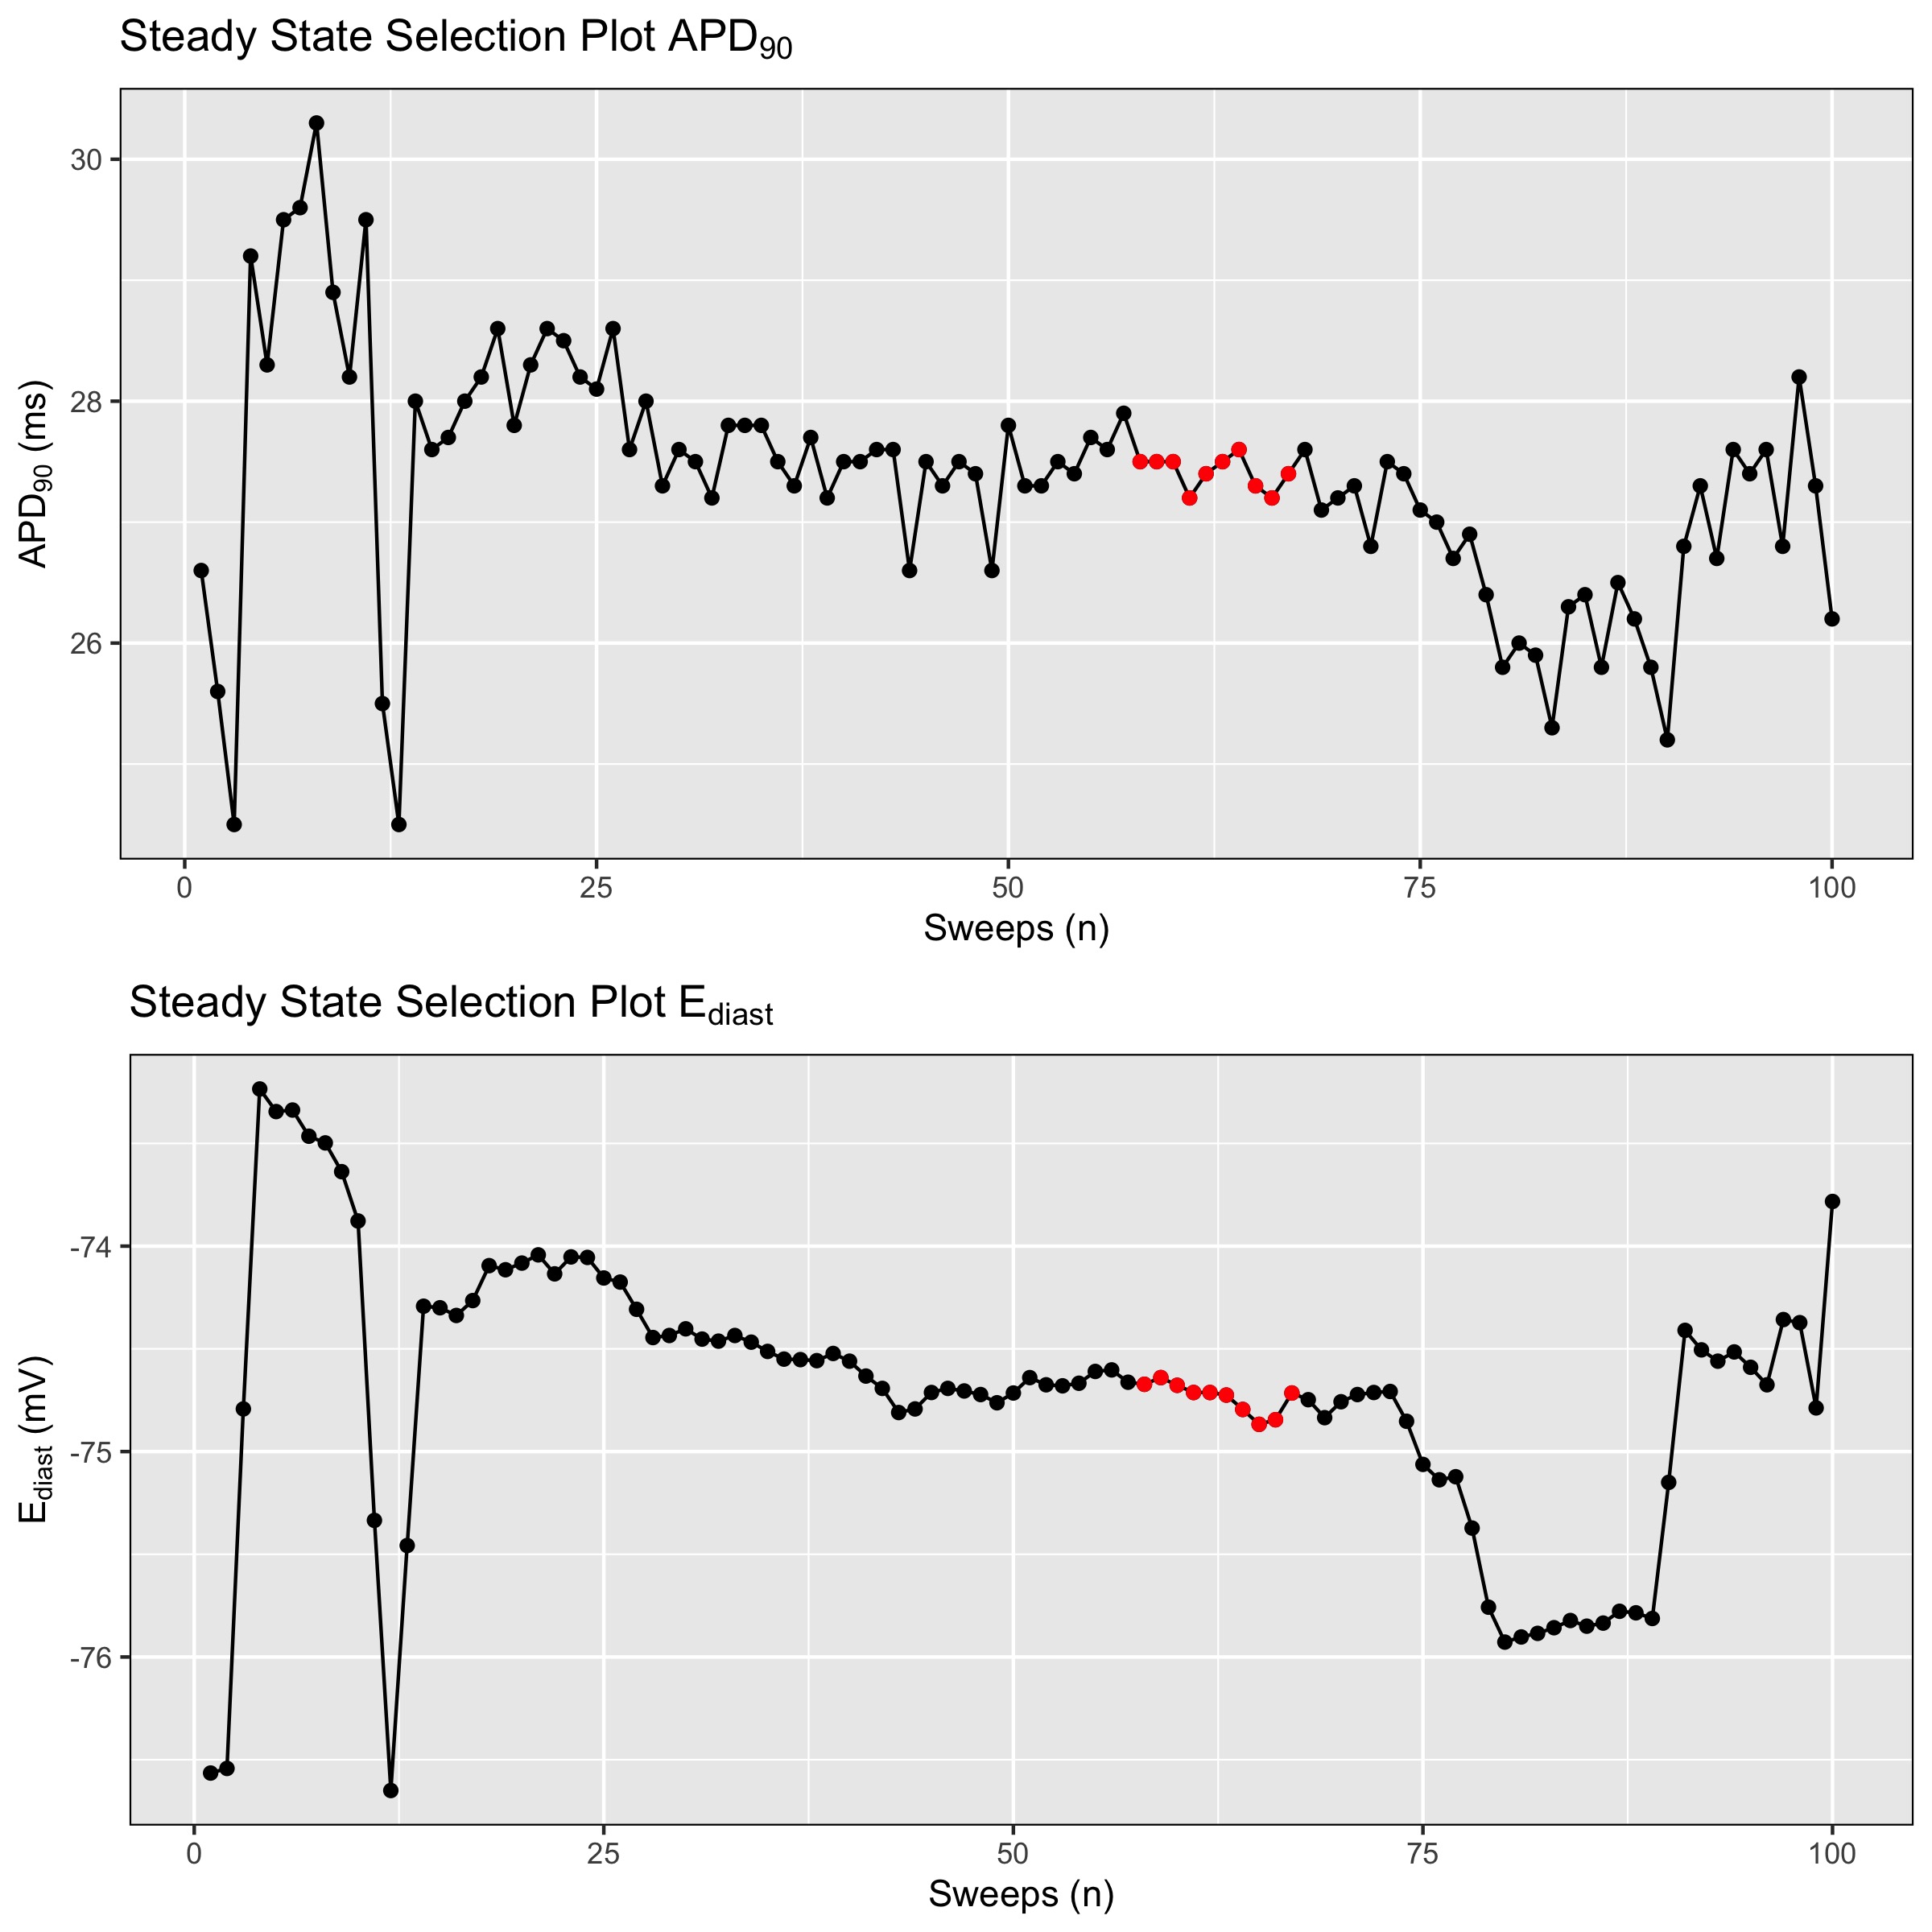 Steady State Selection Plot APD90
30
28
26
APD90 (ms)
0 25 50 75 100
Sweeps (n)
Steady State Selection Plot Ediast
-74
-75
-76
Ediast (mV)
0 25 50 75 100
Sweeps (n)